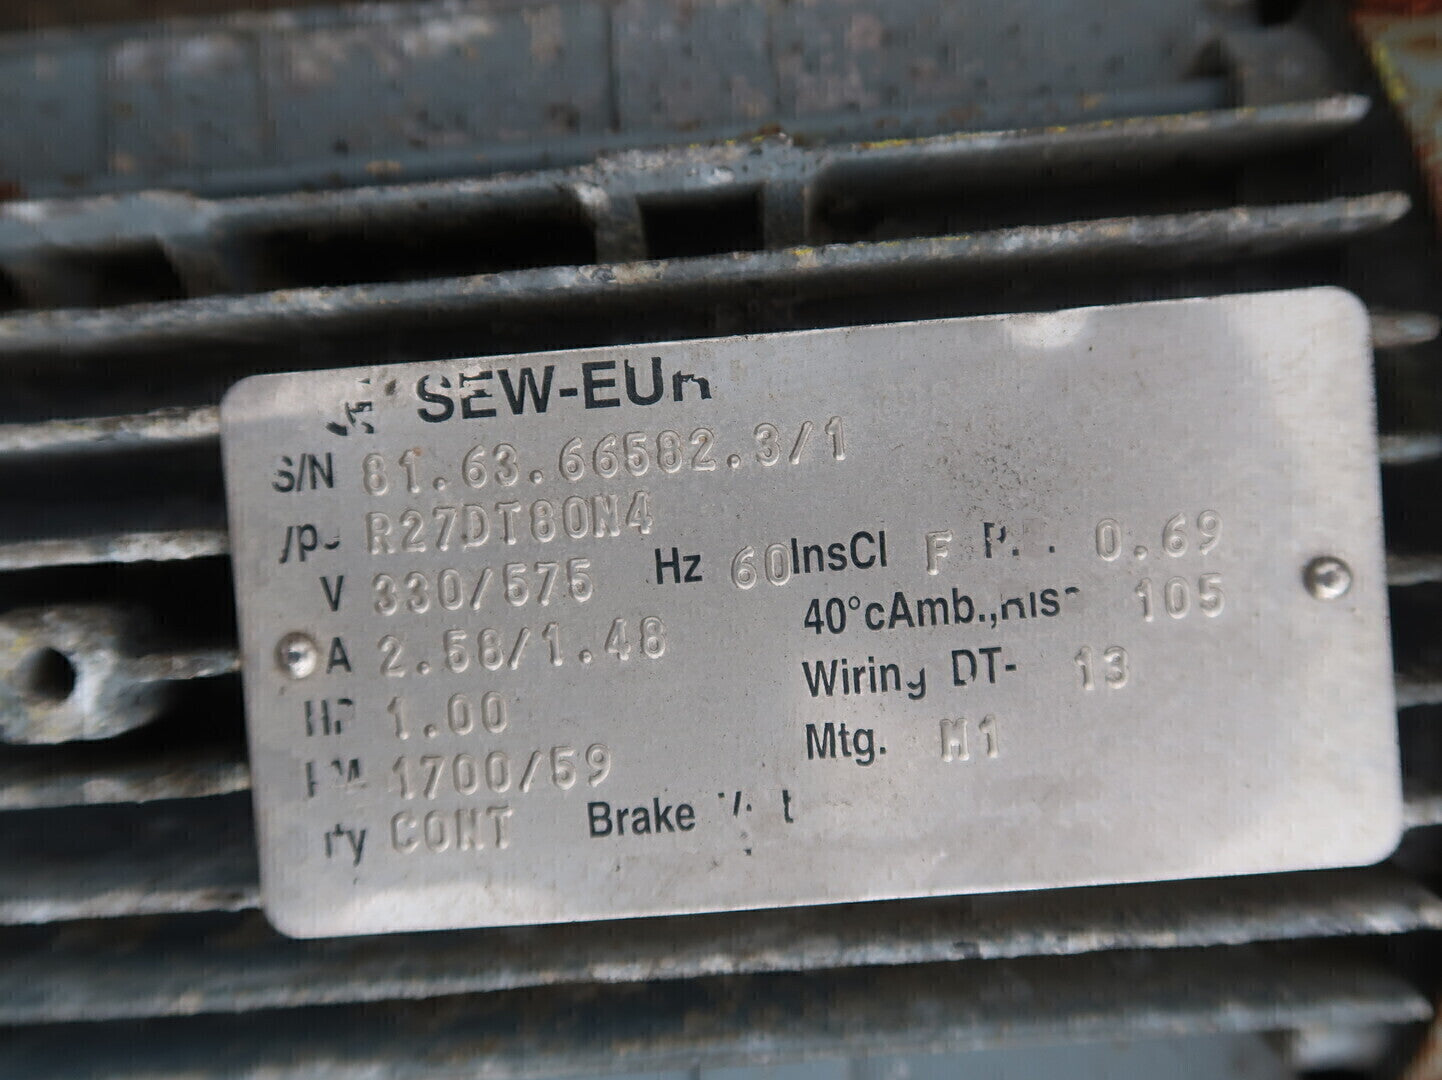 SEW-EU
S/N 81.63.66582.3/1
R27DT80N4
V 330/575 Hz 60 InsCl F P. . 0.69
A 2.58/1.48 40°cAmb., 105
HP 1.00 Wiring DT- 13
1700/59 Mtg. M1
CONT Brake